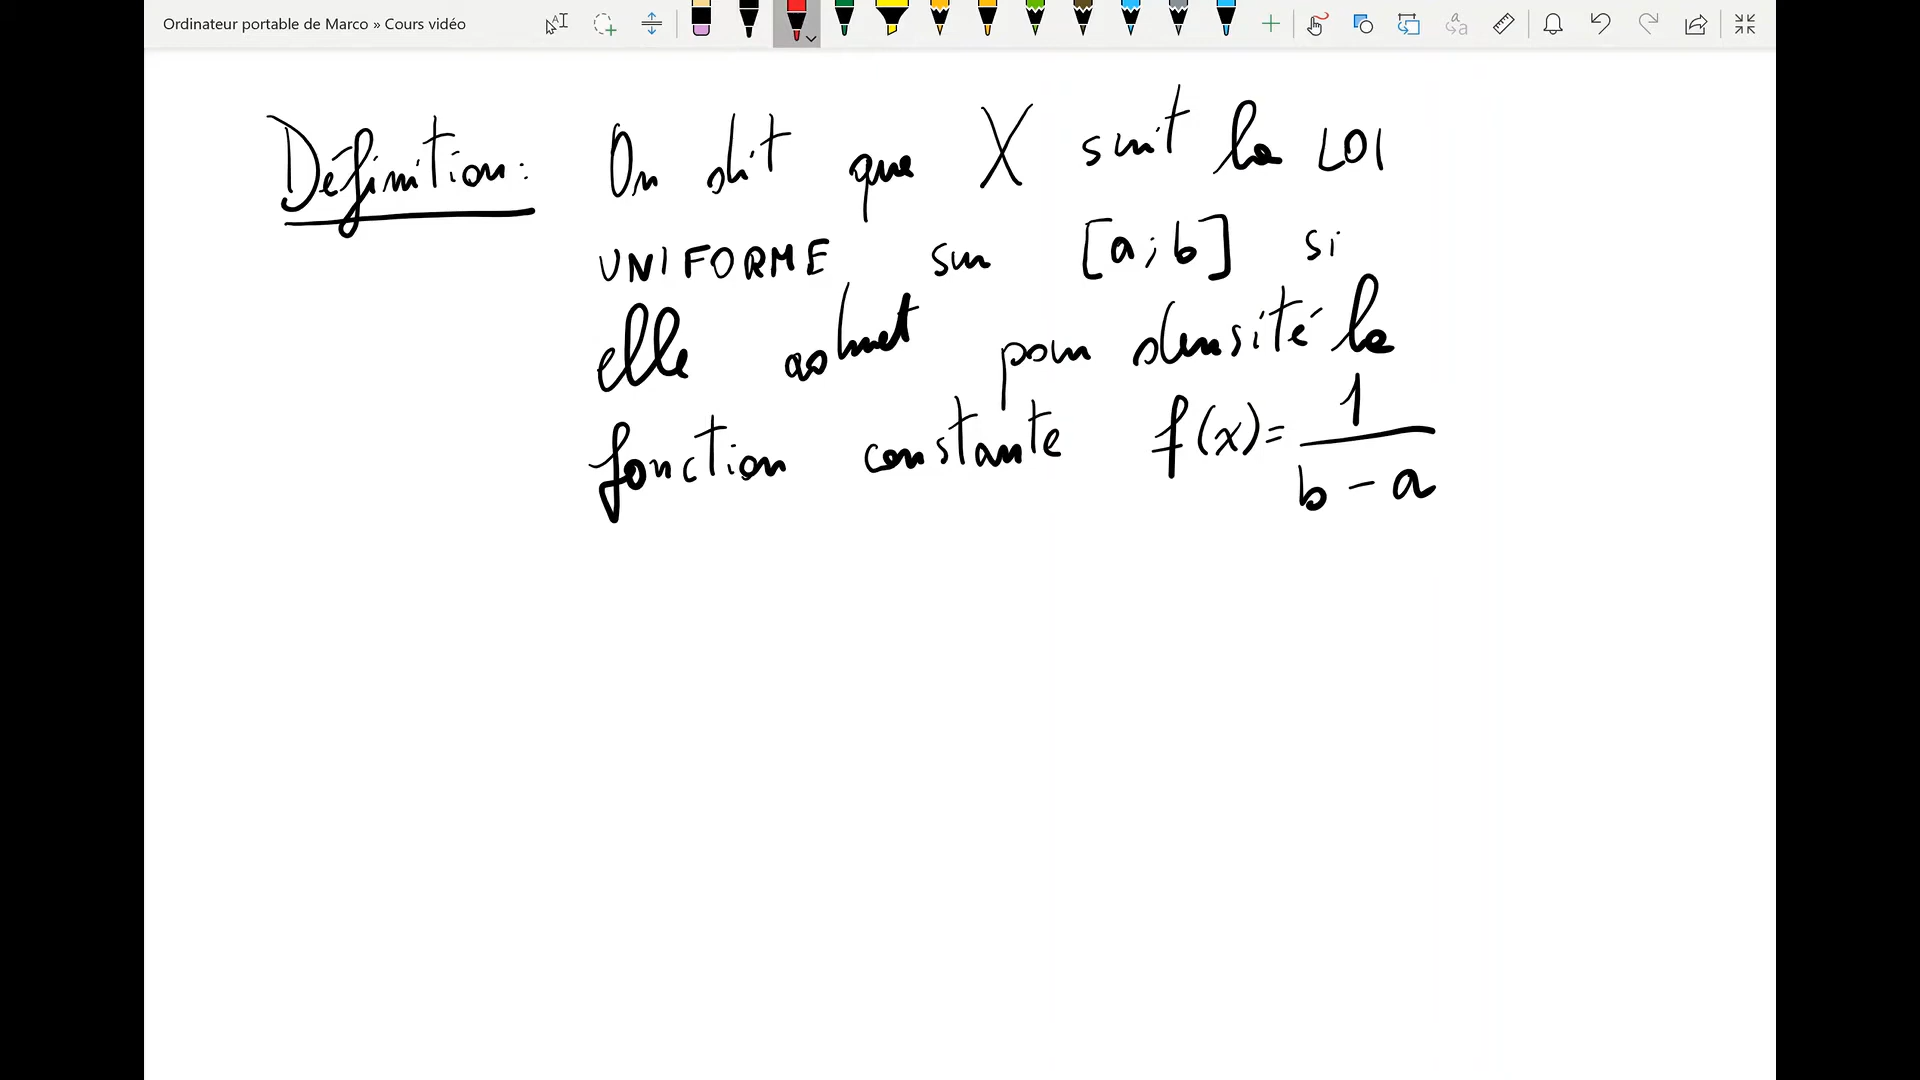 Ordinateur portable de Marco » Cours vidéo
Définition : On dit que X suit la LOI
UNIFORME sur [a;b] si
elle admet pour densité la
fonction constante f(x) = 1 / (b - a)